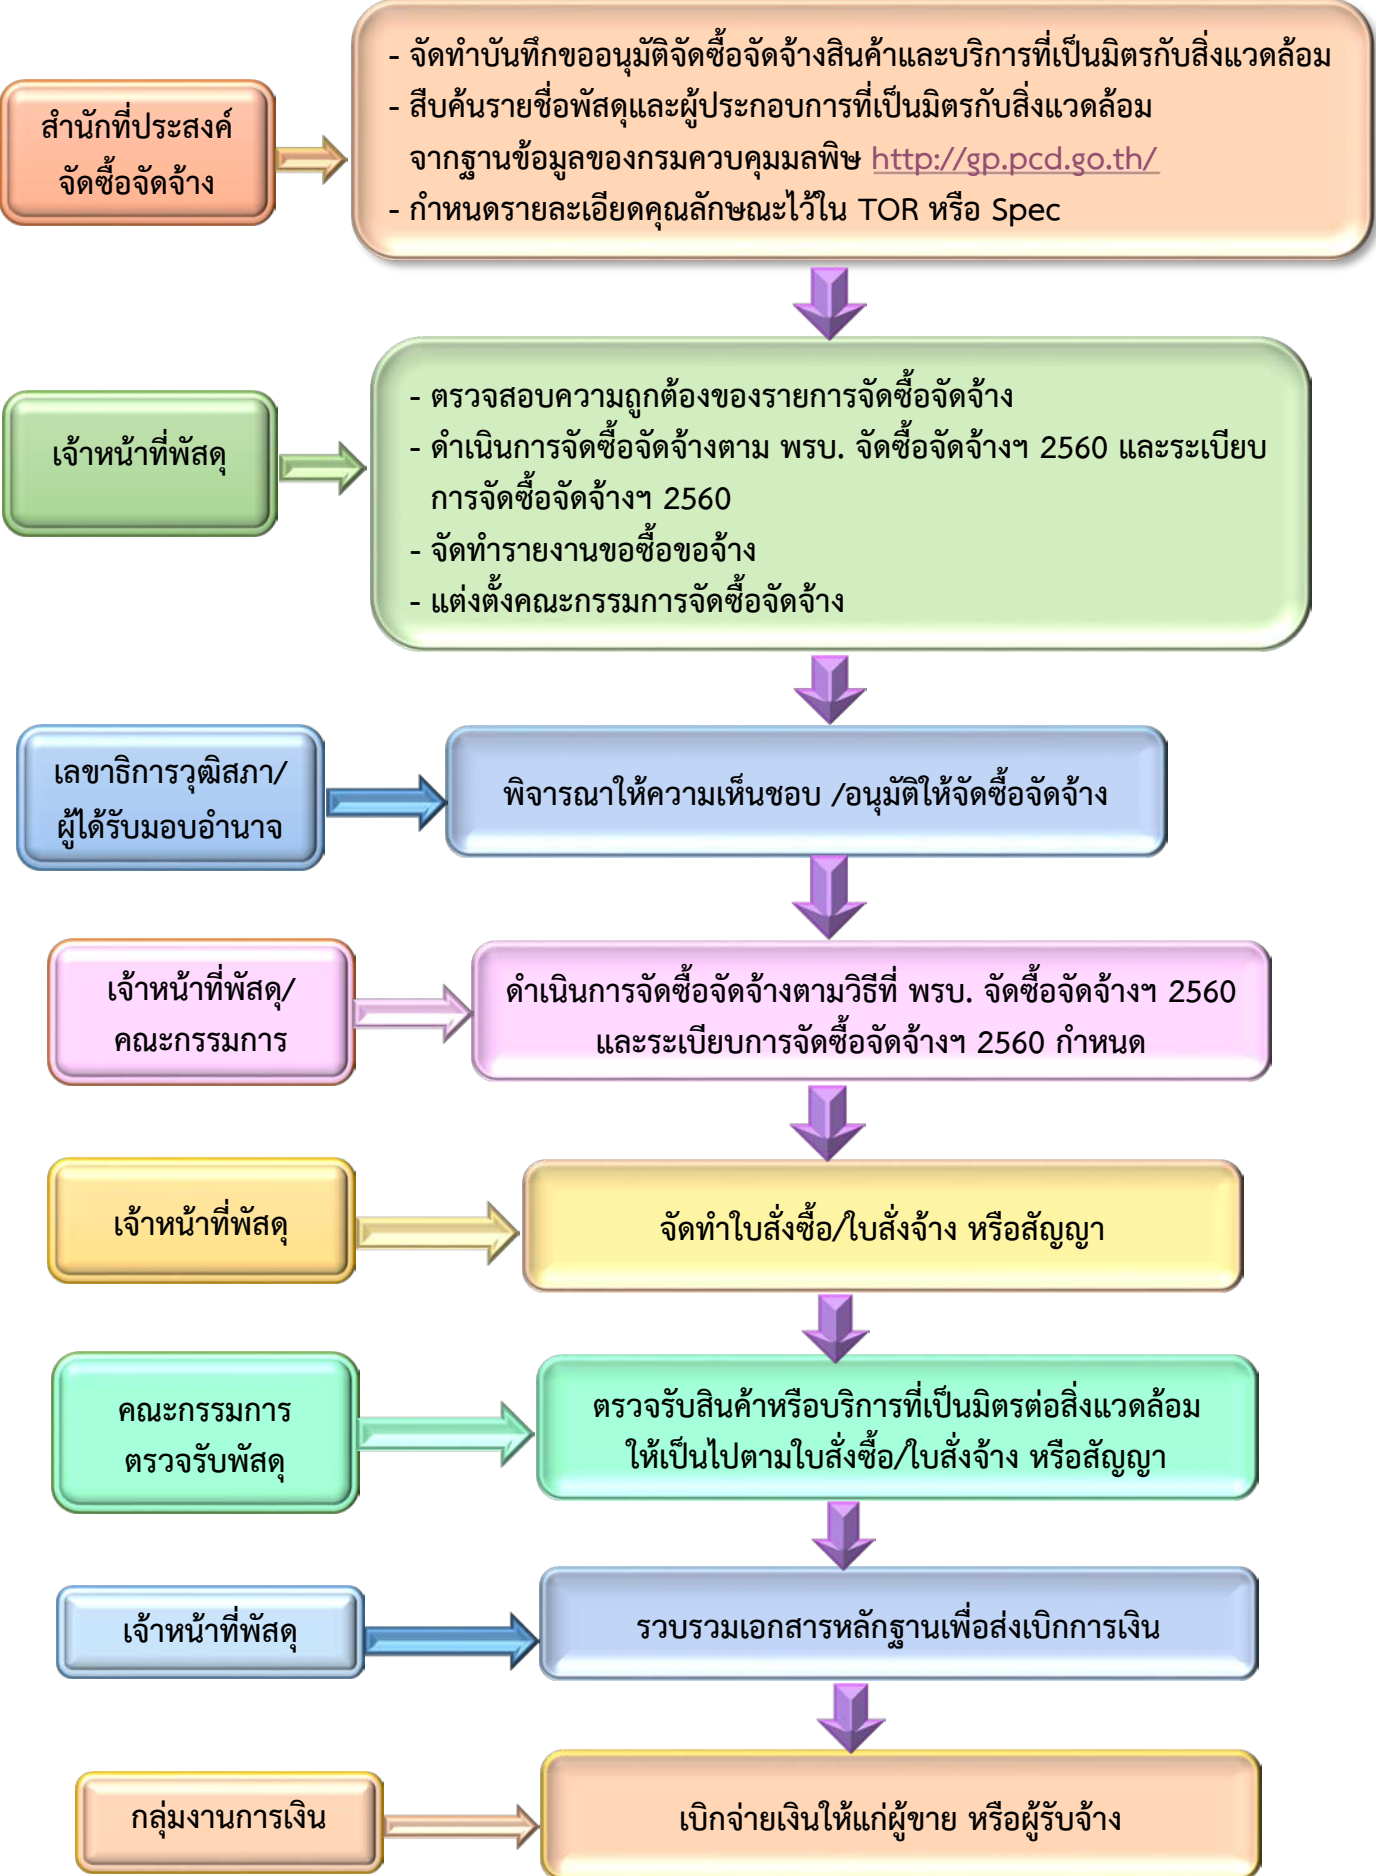 สำนักที่ประสงค์
จัดซื้อจัดจ้าง
- จัดทำบันทึกขออนุมัติจัดซื้อจัดจ้างสินค้าและบริการที่เป็นมิตรกับสิ่งแวดล้อม
- สืบค้นรายชื่อพัสดุและผู้ประกอบการที่เป็นมิตรกับสิ่งแวดล้อม
จากฐานข้อมูลของกรมควบคุมมลพิษ http://gp.pcd.go.th/
- กำหนดรายละเอียดคุณลักษณะไว้ใน TOR หรือ Spec
เจ้าหน้าที่พัสดุ
- ตรวจสอบความถูกต้องของรายการจัดซื้อจัดจ้าง
- ดำเนินการจัดซื้อจัดจ้างตาม พรบ. จัดซื้อจัดจ้างฯ 2560 และระเบียบ
การจัดซื้อจัดจ้างฯ 2560
- จัดทำรายงานขอซื้อขอจ้าง
- แต่งตั้งคณะกรรมการจัดซื้อจัดจ้าง
เลขาธิการวุฒิสภา/
ผู้ได้รับมอบอำนาจ
พิจารณาให้ความเห็นชอบ /อนุมัติให้จัดซื้อจัดจ้าง
เจ้าหน้าที่พัสดุ/
คณะกรรมการ
ดำเนินการจัดซื้อจัดจ้างตามวิธีที่ พรบ. จัดซื้อจัดจ้างฯ 2560
และระเบียบการจัดซื้อจัดจ้างฯ 2560 กำหนด
เจ้าหน้าที่พัสดุ
จัดทำใบสั่งซื้อ/ใบสั่งจ้าง หรือสัญญา
คณะกรรมการ
ตรวจรับพัสดุ
ตรวจรับสินค้าหรือบริการที่เป็นมิตรต่อสิ่งแวดล้อม
ให้เป็นไปตามใบสั่งซื้อ/ใบสั่งจ้าง หรือสัญญา
เจ้าหน้าที่พัสดุ
รวบรวมเอกสารหลักฐานเพื่อส่งเบิกการเงิน
กลุ่มงานการเงิน
เบิกจ่ายเงินให้แก่ผู้ขาย หรือผู้รับจ้าง